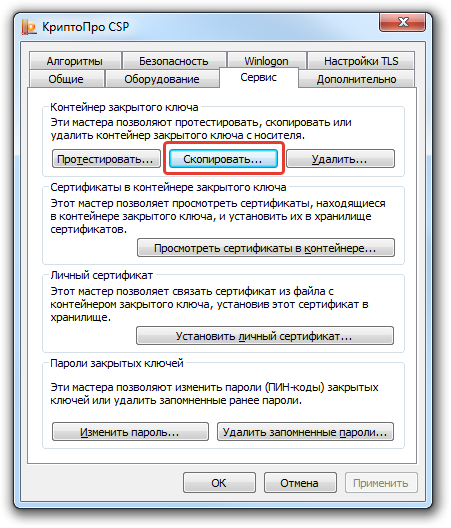 КриптоПро CSP
Алгоритмы Безопасность Winlogon Настройки TLS
Общие Оборудование Сервис Дополнительно
Контейнер закрытого ключа
Эти мастера позволяют протестировать, скопировать или
удалить контейнер закрытого ключа с носителя.
Протестировать... Скопировать... Удалить...
Сертификаты в контейнере закрытого ключа
Этот мастер позволяет просмотреть сертификаты, находящиеся
в контейнере закрытого ключа, и установить их в хранилище
сертификатов.
Просмотреть сертификаты в контейнере...
Личный сертификат
Этот мастер позволяет связать сертификат из файла с
контейнером закрытого ключа, установив этот сертификат в
хранилище.
Установить личный сертификат...
Пароли закрытых ключей
Эти мастера позволяют изменить пароли (ПИН-коды) закрытых
ключей или удалить запомненные ранее пароли.
Изменить пароль... Удалить запомненные пароли...
ОК Отмена Применить